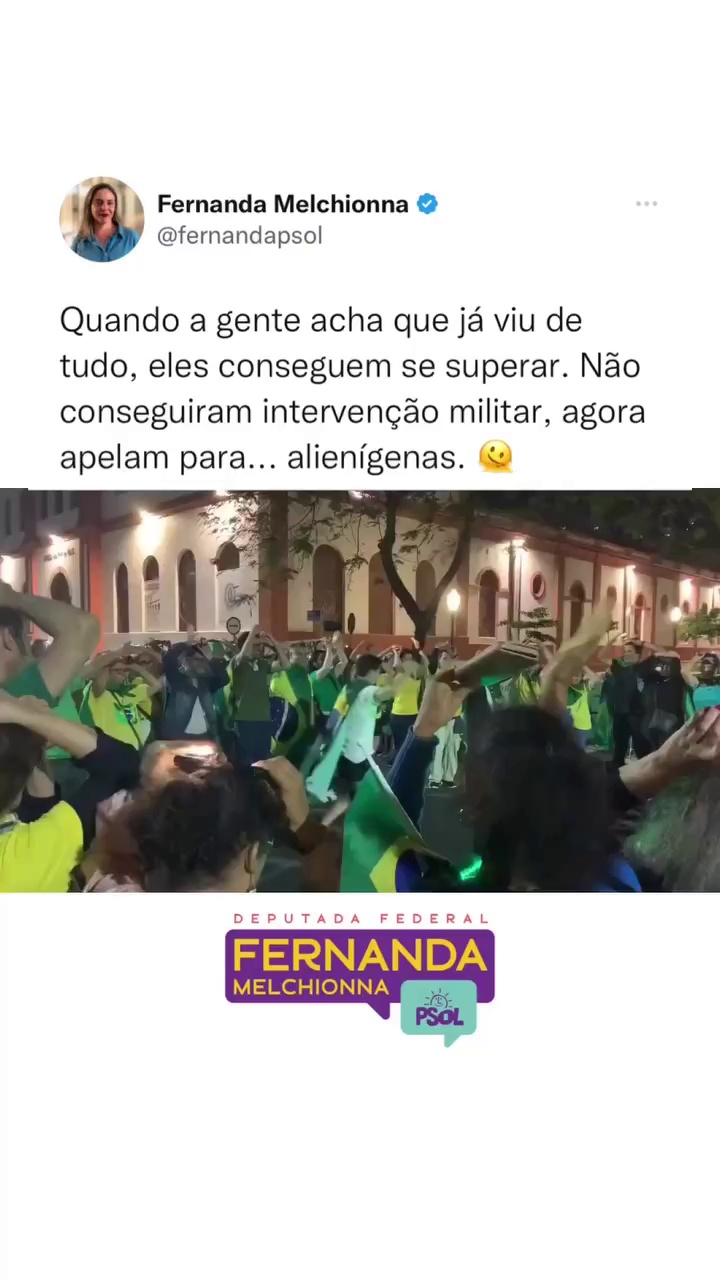 Fernanda Melchionna
@fernandapsol
Quando a gente acha que já viu de
tudo, eles conseguem se superar. Não
conseguiram intervenção militar, agora
apelam para... alienígenas. 🫠
DEPUTADA FEDERAL
FERNANDA
MELCHIONNA
PSOL